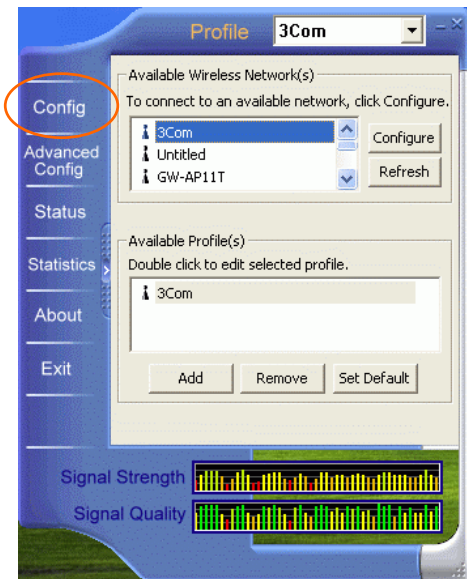 Profile 3Com
Config
Advanced
Config
Status
Statistics
About
Exit
Available Wireless Network(s)
To connect to an available network, click Configure.
3Com
Untitled
GW-AP11T
Configure
Refresh
Available Profile(s)
Double click to edit selected profile.
3Com
Add Remove Set Default
Signal Strength
Signal Quality